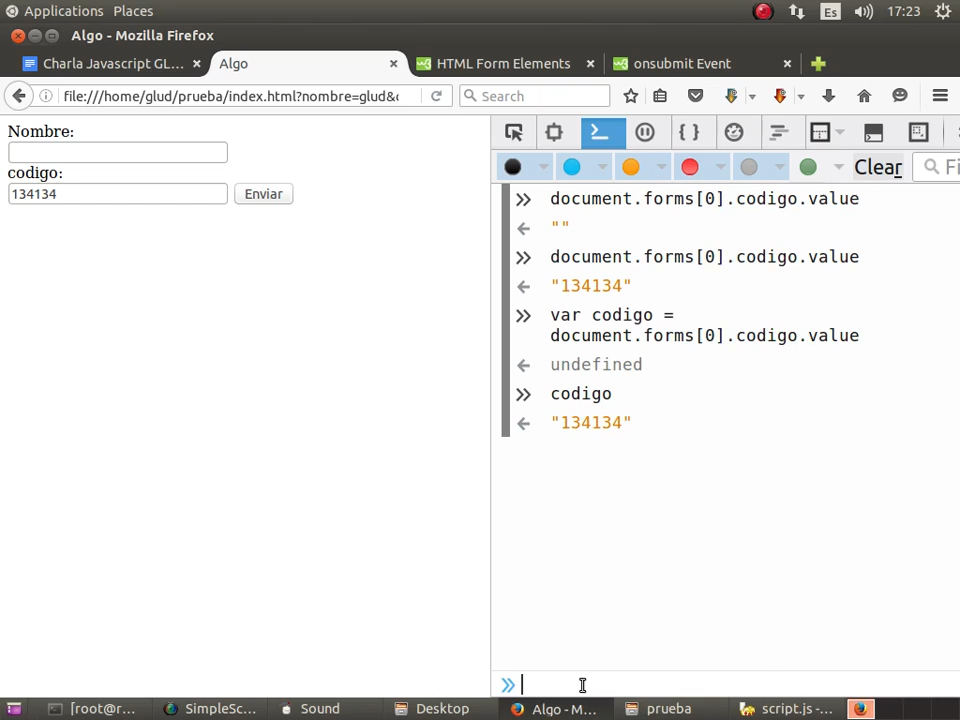 Applications Places
Es 17:23
Algo - Mozilla Firefox
Charla Javascript GL...
Algo
HTML Form Elements
onsubmit Event
file:///home/glud/prueba/index.html?nombre=glud&c
Search
Nombre:
codigo:
134134
Enviar
Clear
Fi
document.forms[0].codigo.value
""
document.forms[0].codigo.value
"134134"
var codigo =
document.forms[0].codigo.value
undefined
codigo
"134134"
[root@r...
SimpleSc...
Sound
Desktop
Algo - M...
prueba
script.js -...